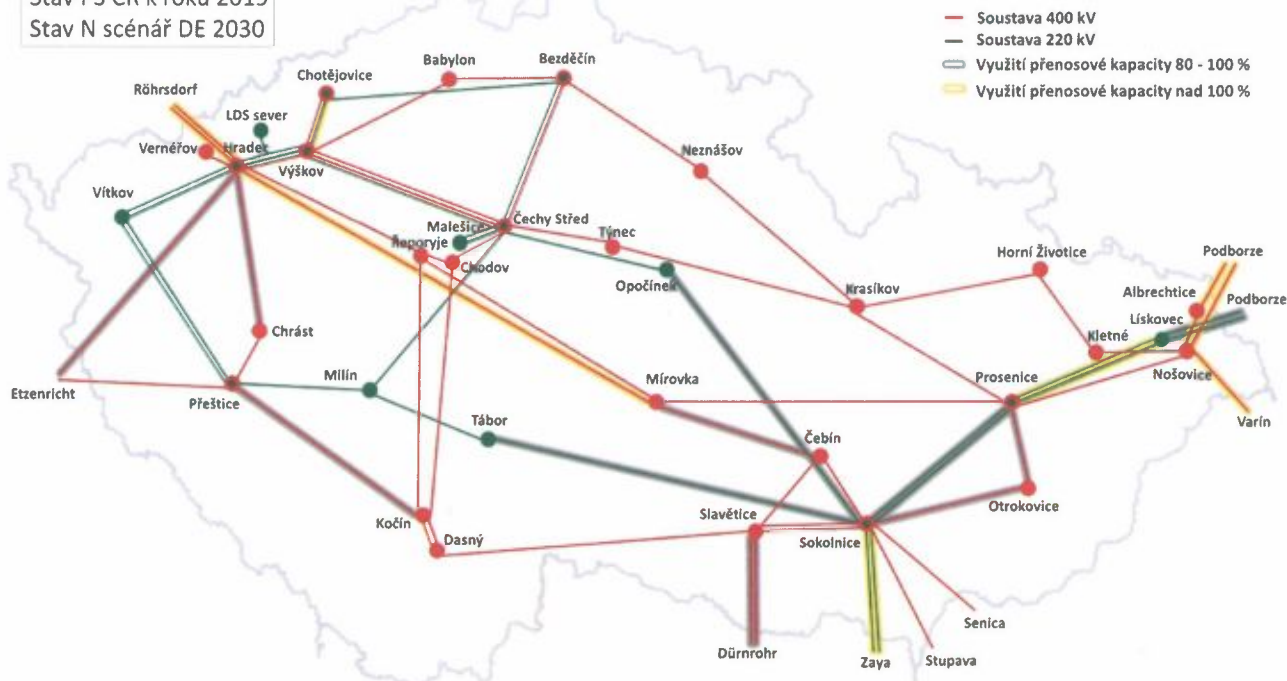 Stav PS ČR k roku 2015
Stav N scénář DE 2030
Soustava 400 kV
Soustava 220 kV
Využití přenosové kapacity 80 - 100 %
Využití přenosové kapacity nad 100 %
Babylon
Bezděčín
Chotějovice
Röhrsdorf
LDS sever
Vernéřov
Hradec
Výškov
Neznášov
Vítkov
Čechy Střed
Malešice
Týnec
Řeporyje
Chodov
Opočínek
Horní Životice
Podborze
Krasíkov
Albrechtice
Podborze
Lískovec
Kletné
Chrást
Nošovice
Etzenricht
Přeštice
Milín
Mírovka
Prosenice
Varín
Tábor
Čebín
Otrokovice
Kočín
Dasný
Slavětice
Sokolnice
Senica
Dürnrohr
Zaya
Stupava